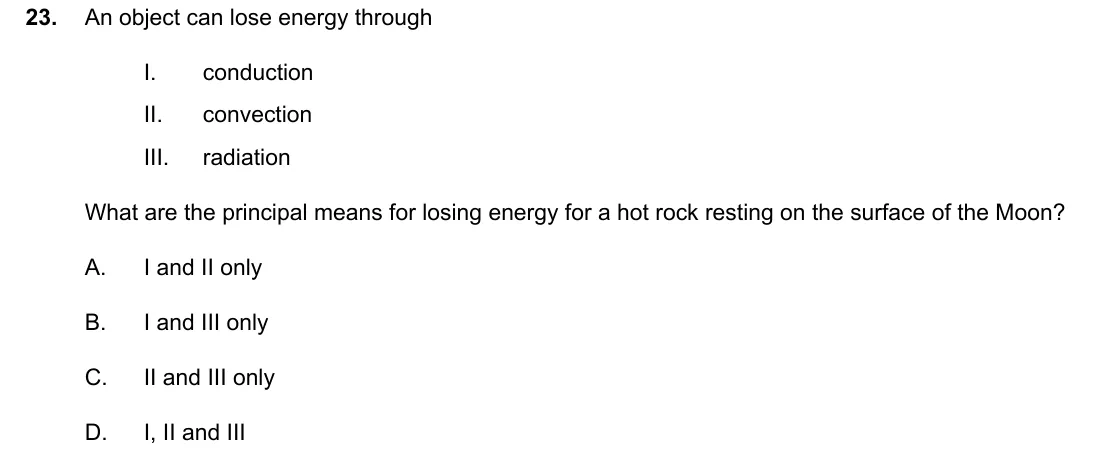 23. An object can lose energy through
I. conduction
II. convection
III. radiation
What are the principal means for losing energy for a hot rock resting on the surface of the Moon?
A. I and II only
B. I and III only
C. II and III only
D. I, II and III